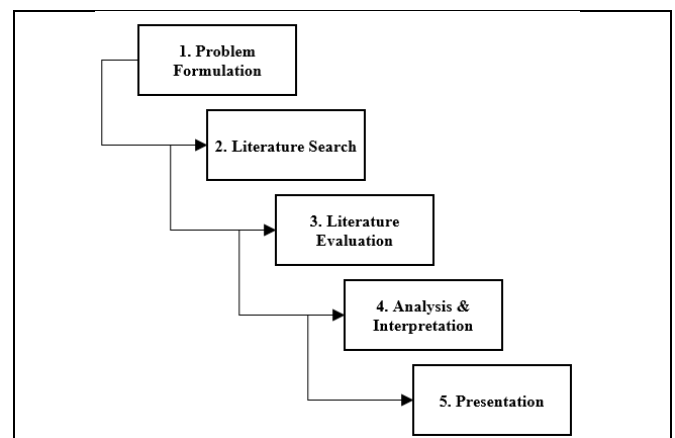 1. Problem
Formulation
2. Literature Search
3. Literature
Evaluation
4. Analysis &
Interpretation
5. Presentation